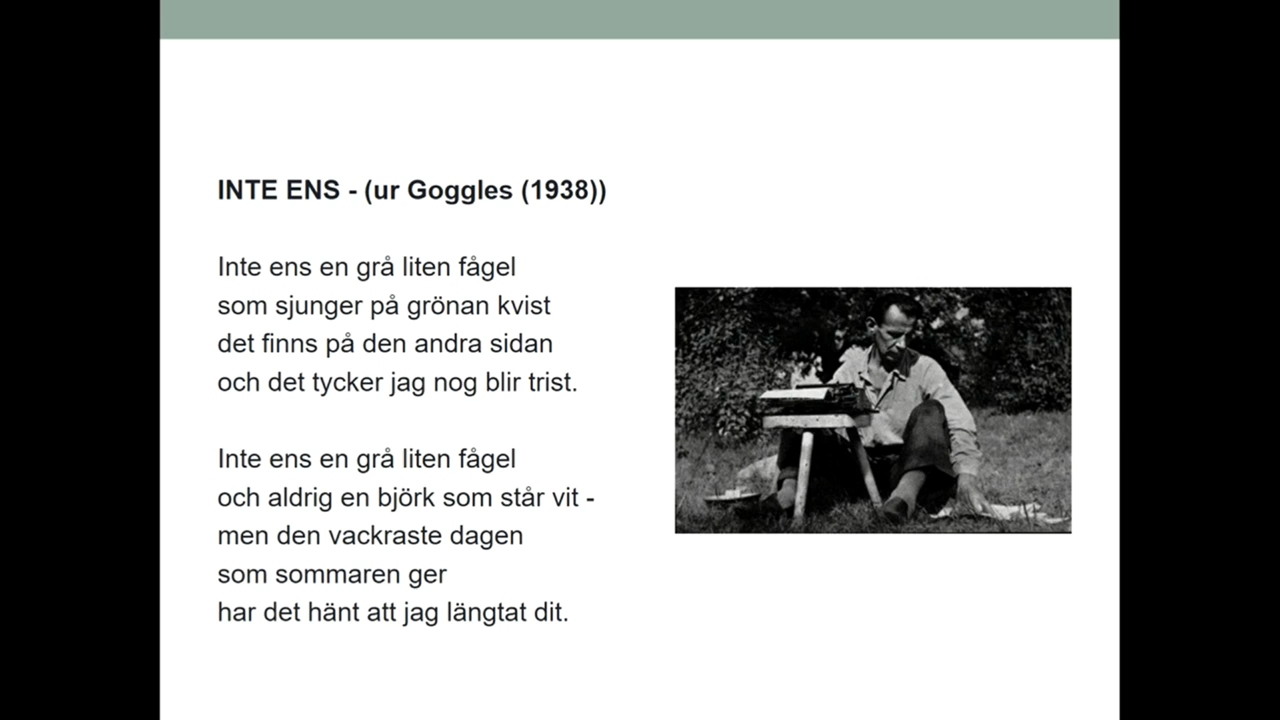 INTE ENS - (ur Goggles (1938))
Inte ens en grå liten fågel
som sjunger på grönan kvist
det finns på den andra sidan
och det tycker jag nog blir trist.
Inte ens en grå liten fågel
och aldrig en björk som står vit -
men den vackraste dagen
som sommaren ger
har det hänt att jag längtat dit.